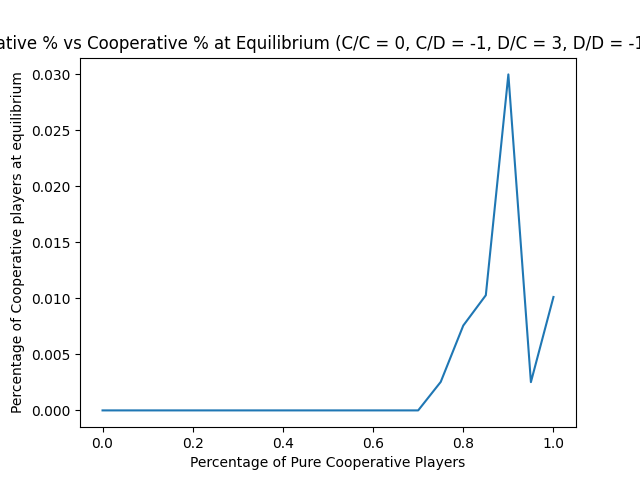 ative % vs Cooperative % at Equilibrium (C/C = 0, C/D = -1, D/C = 3, D/D = -1
Percentage of Cooperative players at equilibrium
0.030
0.025
0.020
0.015
0.010
0.005
0.000
0.0 0.2 0.4 0.6 0.8 1.0
Percentage of Pure Cooperative Players